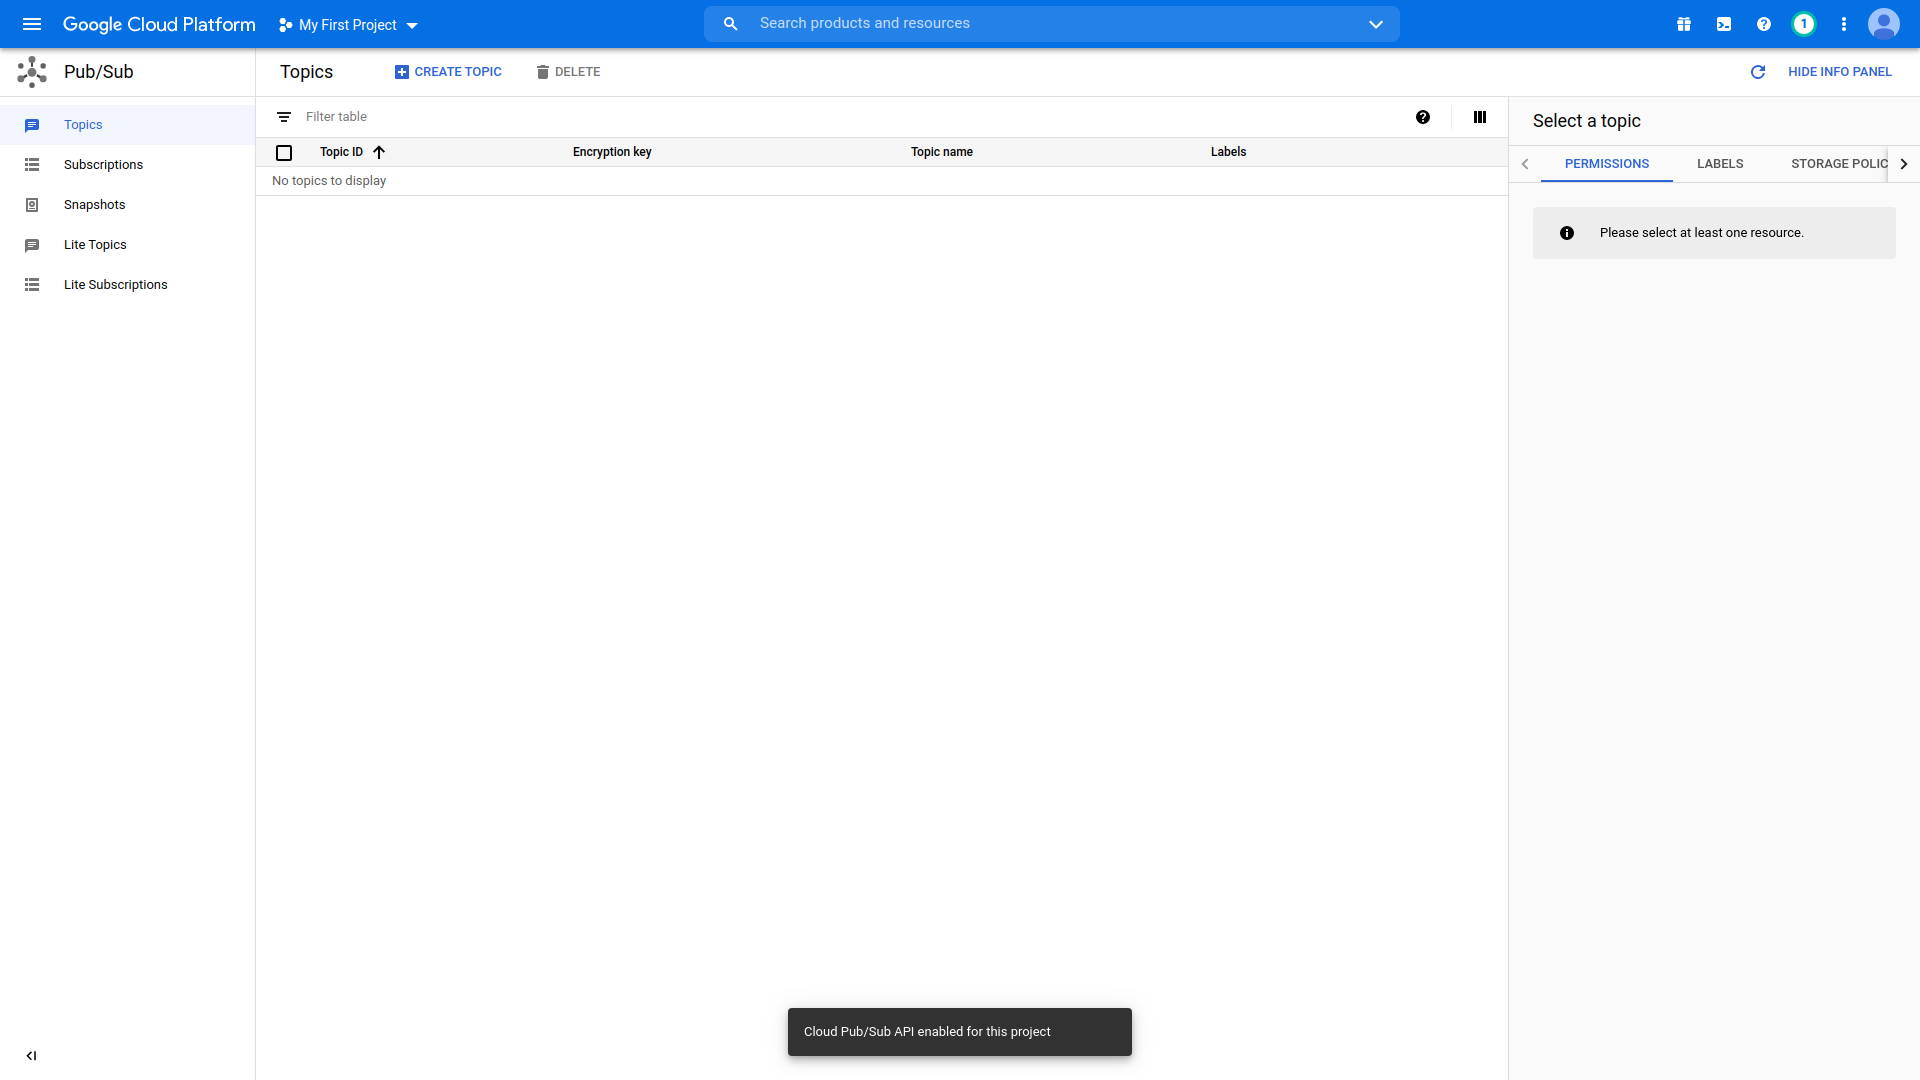 Google Cloud Platform
My First Project
Search products and resources
1
Pub/Sub
Topics
CREATE TOPIC
DELETE
HIDE INFO PANEL
Topics
Subscriptions
Snapshots
Lite Topics
Lite Subscriptions
Filter table
Topic ID
Encryption key
Topic name
Labels
No topics to display
Select a topic
PERMISSIONS
LABELS
STORAGE POLIC
Please select at least one resource.
Cloud Pub/Sub API enabled for this project